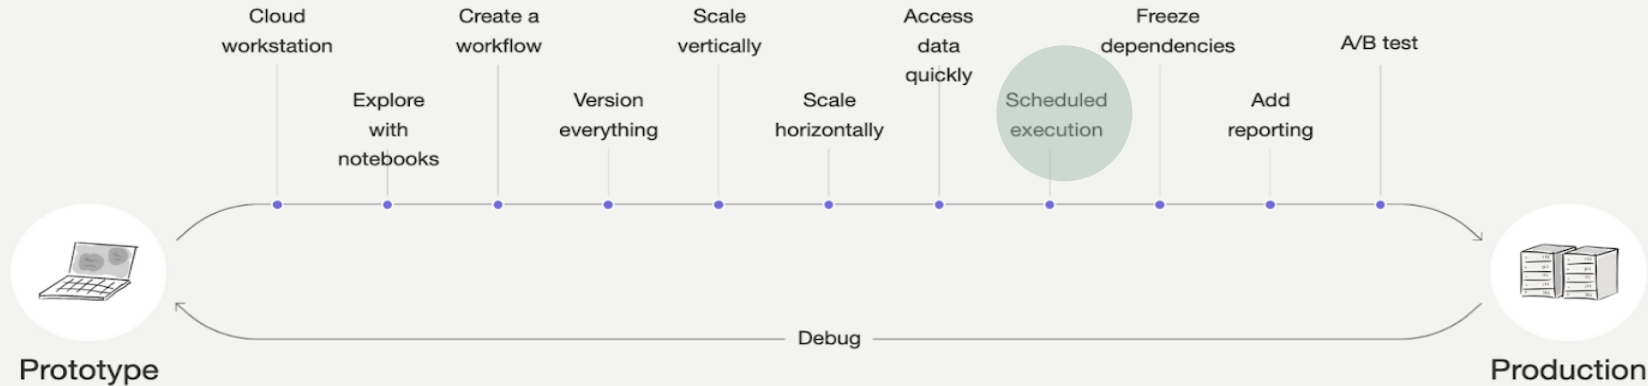 Cloud
workstation
Explore
with
notebooks
Create a
workflow
Version
everything
Scale
vertically
Scale
horizontally
Access
data
quickly
Scheduled
execution
Freeze
dependencies
Add
reporting
A/B test
Debug
Prototype
Production